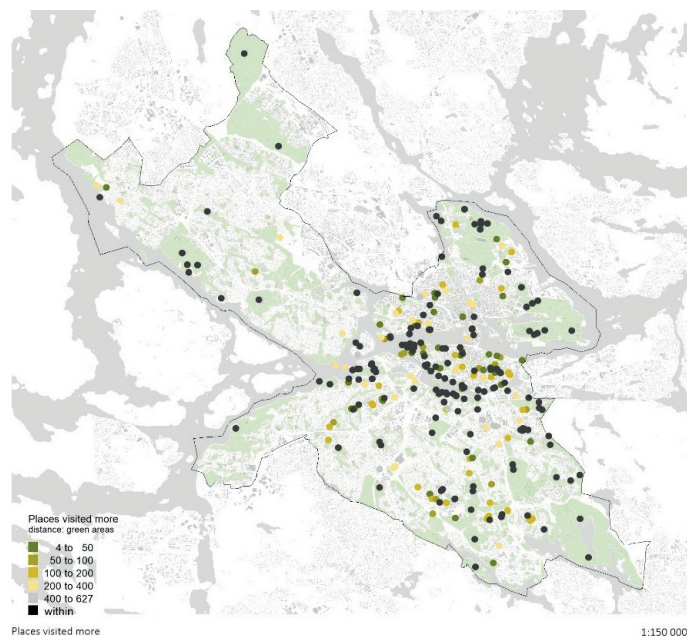 Places visited more
distance: green areas
4 to 50
50 to 100
100 to 200
200 to 400
400 to 627
within
Places visited more
1:150 000